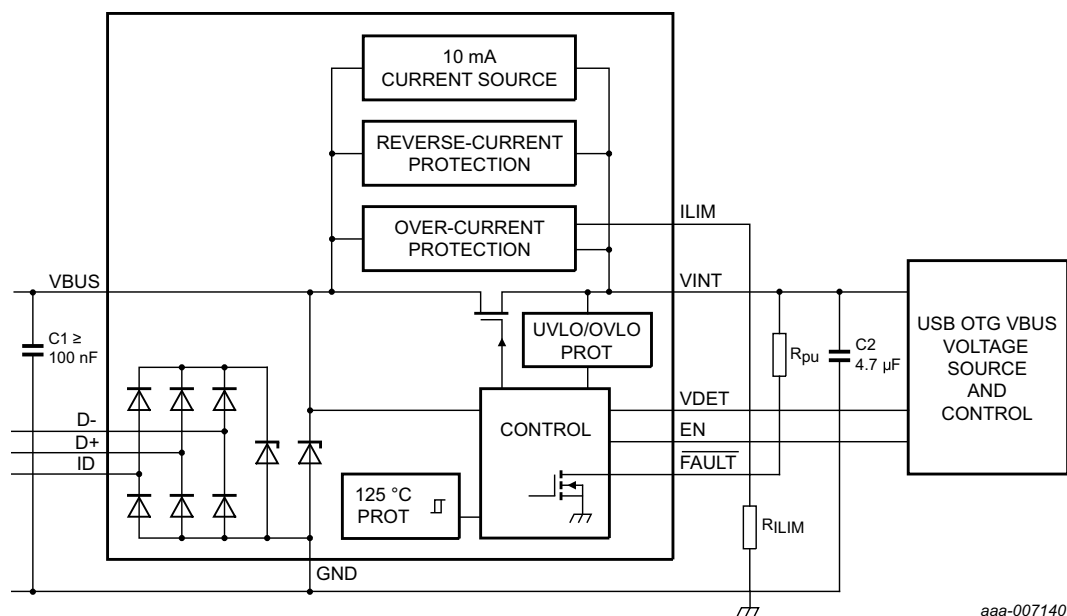 10 mA
CURRENT SOURCE
REVERSE-CURRENT
PROTECTION
OVER-CURRENT
PROTECTION
ILIM
VBUS
VINT
C1 ≥
100 nF
UVLO/OVLO
PROT
Rpu
C2
4.7 µF
USB OTG VBUS
VOLTAGE
SOURCE
AND
CONTROL
D-
D+
ID
CONTROL
VDET
EN
FAULT
125 °C
PROT
RILIM
GND
aaa-007140